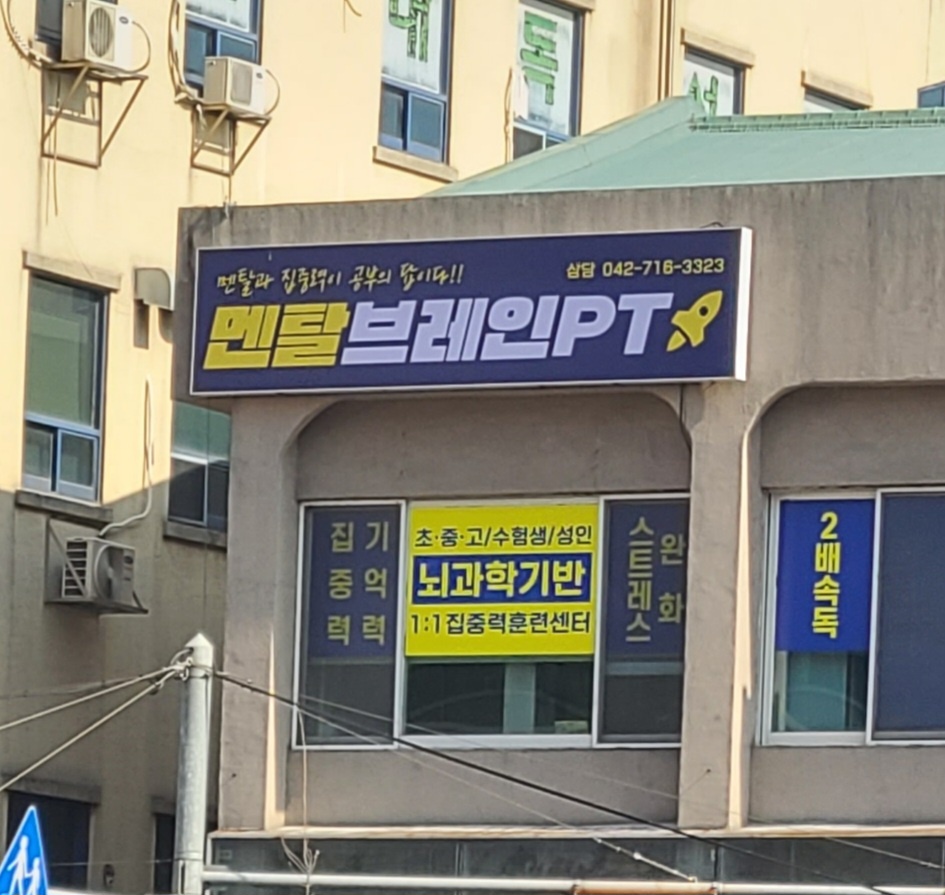 독
멘탈과 집중력이 공부의 답이다!!
상담 042-716-3323
멘탈브레인PT
집중력
기억력
초·중·고/수험생/성인
뇌과학기반
1:1집중력훈련센터
스트레스
완화
2배속독